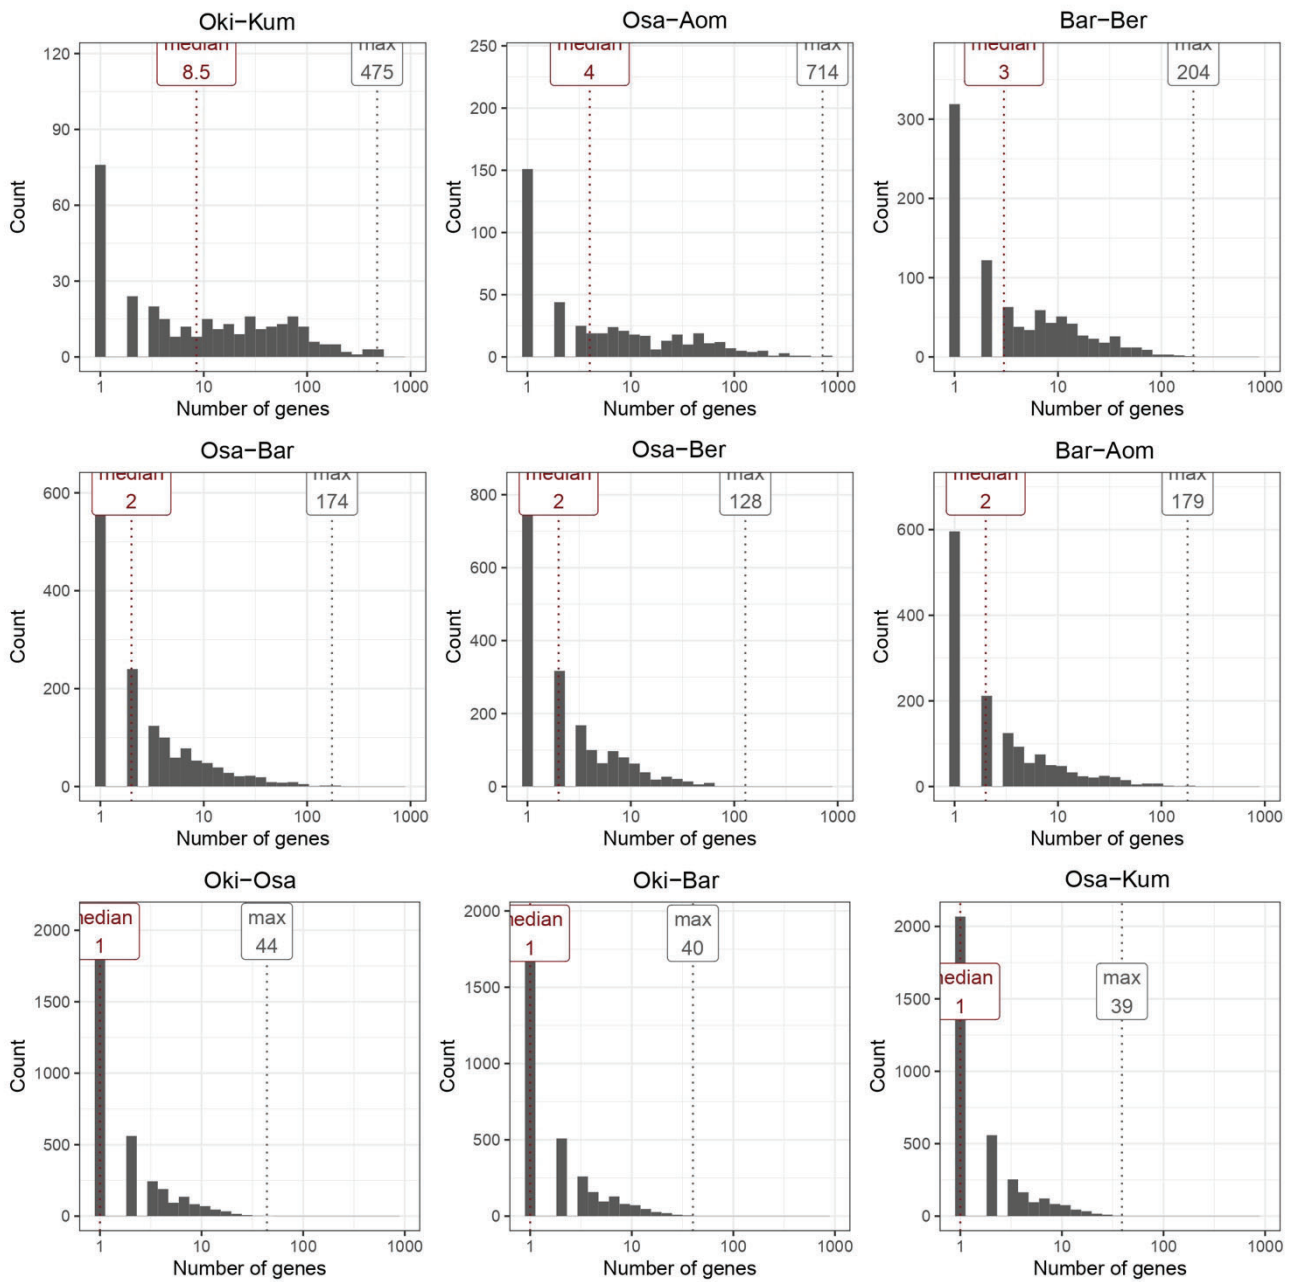 Oki−Kum
Osa−Aom
Bar−Ber
median
8.5
max
475
median
4
max
714
median
3
max
204
120
90
60
30
0
250
200
150
100
50
0
300
200
100
0
Count
Count
Count
1 10 100 1000
1 10 100 1000
1 10 100 1000
Number of genes
Number of genes
Number of genes
Osa−Bar
Osa−Ber
Bar−Aom
median
2
max
174
median
2
max
128
median
2
max
179
600
400
200
0
800
600
400
200
0
600
400
200
0
Count
Count
Count
1 10 100 1000
1 10 100 1000
1 10 100 1000
Number of genes
Number of genes
Number of genes
Oki−Osa
Oki−Bar
Osa−Kum
median
1
max
44
median
1
max
40
median
1
max
39
2000
1500
1000
500
0
2000
1500
1000
500
0
2000
1500
1000
500
0
Count
Count
Count
1 10 100 1000
1 10 100 1000
1 10 100 1000
Number of genes
Number of genes
Number of genes